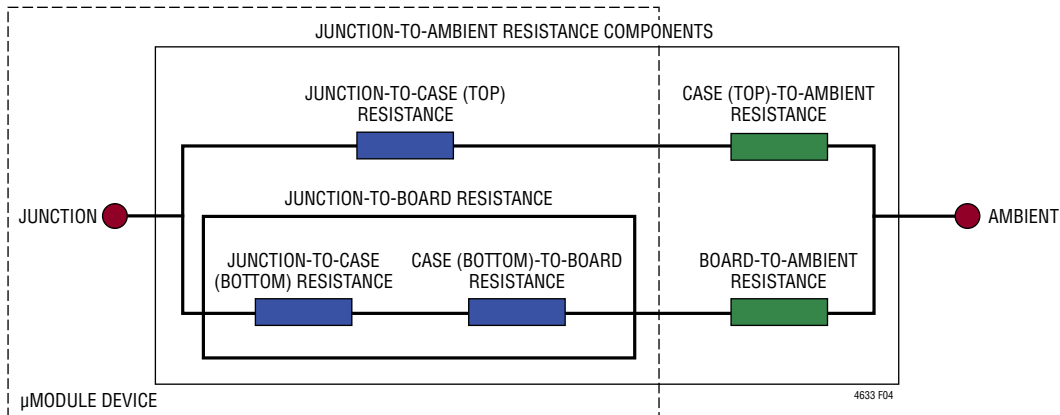 JUNCTION-TO-AMBIENT RESISTANCE COMPONENTS
JUNCTION-TO-CASE (TOP)
RESISTANCE
CASE (TOP)-TO-AMBIENT
RESISTANCE
JUNCTION-TO-BOARD RESISTANCE
JUNCTION
AMBIENT
JUNCTION-TO-CASE
(BOTTOM) RESISTANCE
CASE (BOTTOM)-TO-BOARD
RESISTANCE
BOARD-TO-AMBIENT
RESISTANCE
4633 F04
µMODULE DEVICE